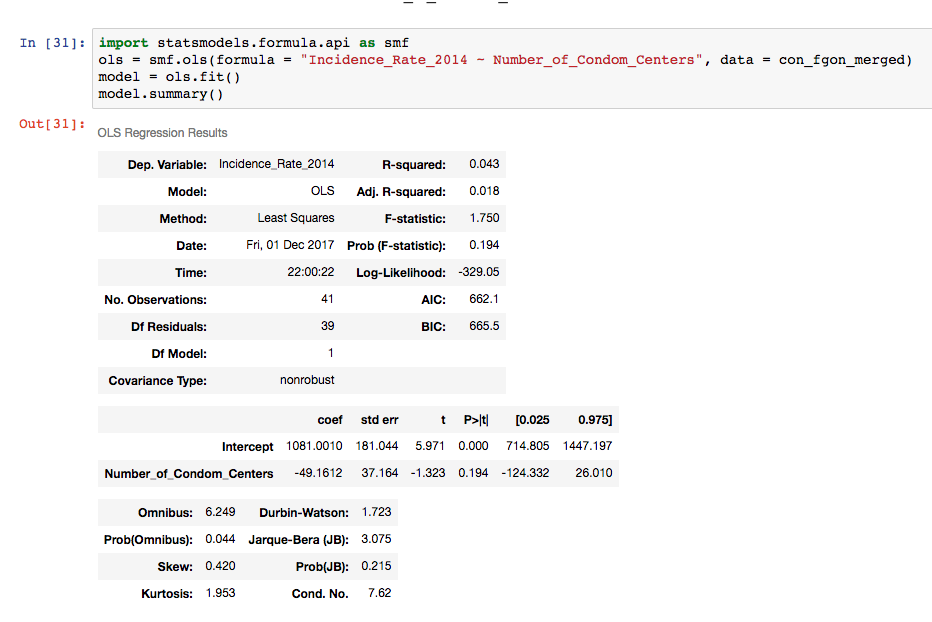 In [31]: import statsmodels.formula.api as smf
ols = smf.ols(formula = "Incidence_Rate_2014 ~ Number_of_Condom_Centers", data = con_fgon_merged)
model = ols.fit()
model.summary()
Out[31]: OLS Regression Results
Dep. Variable: Incidence_Rate_2014 R-squared: 0.043
Model: OLS Adj. R-squared: 0.018
Method: Least Squares F-statistic: 1.750
Date: Fri, 01 Dec 2017 Prob (F-statistic): 0.194
Time: 22:00:22 Log-Likelihood: -329.05
No. Observations: 41 AIC: 662.1
Df Residuals: 39 BIC: 665.5
Df Model: 1
Covariance Type: nonrobust
coef std err t P>|t| [0.025 0.975]
Intercept 1081.0010 181.044 5.971 0.000 714.805 1447.197
Number_of_Condom_Centers -49.1612 37.164 -1.323 0.194 -124.332 26.010
Omnibus: 6.249 Durbin-Watson: 1.723
Prob(Omnibus): 0.044 Jarque-Bera (JB): 3.075
Skew: 0.420 Prob(JB): 0.215
Kurtosis: 1.953 Cond. No. 7.62